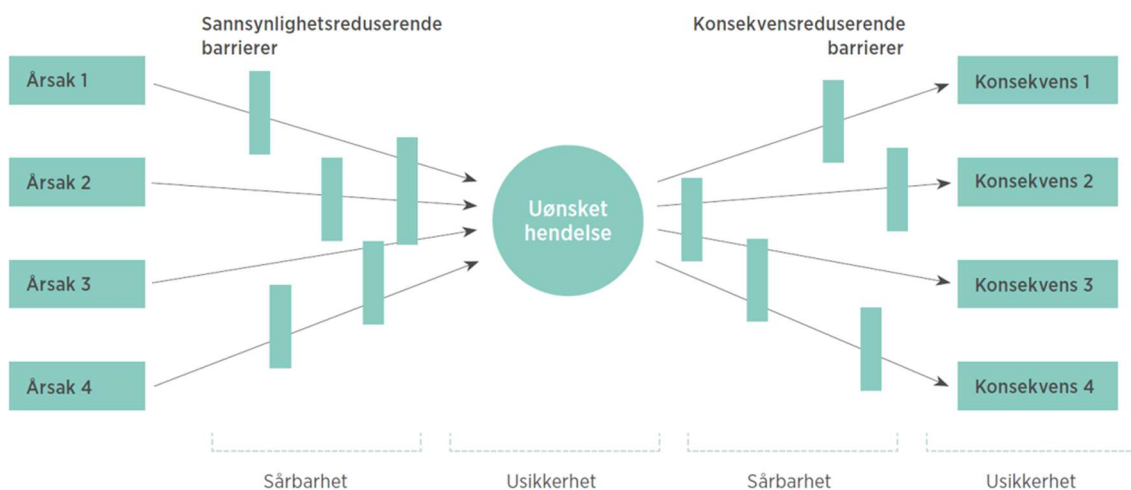 Sannsynlighetsreduserende
barrierer
Konsekvensreduserende
barrierer
Årsak 1
Årsak 2
Årsak 3
Årsak 4
Uønsket
hendelse
Konsekvens 1
Konsekvens 2
Konsekvens 3
Konsekvens 4
Sårbarhet
Usikkerhet
Sårbarhet
Usikkerhet